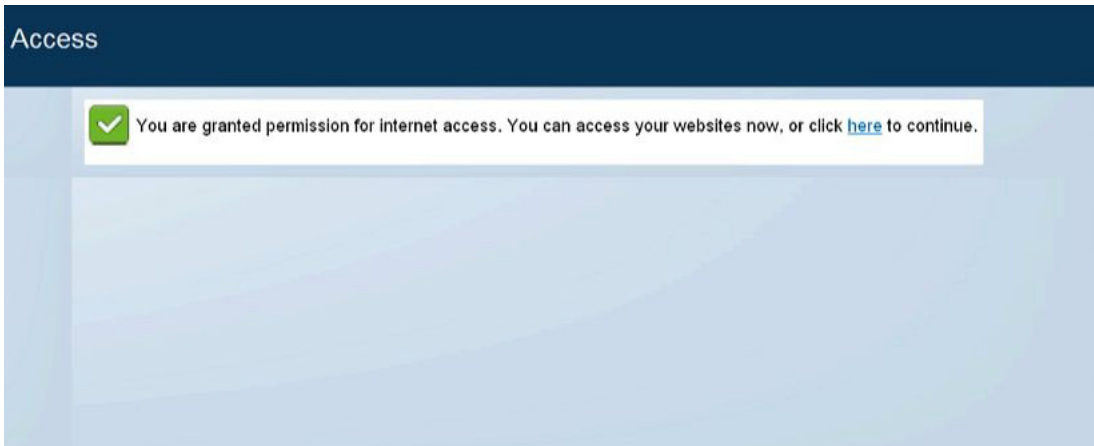 Access
You are granted permission for internet access. You can access your websites now, or click here to continue.